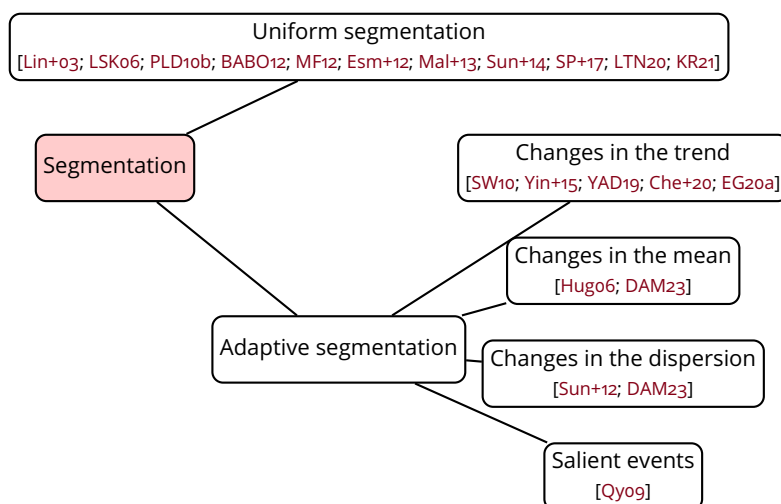 Uniform segmentation
[Lin+03; LSK06; PLD10b; BABO12; MF12; Esm+12; Mal+13; Sun+14; SP+17; LTN20; KR21]
Segmentation
Changes in the trend
[SW10; Yin+15; YAD19; Che+20; EG20a]
Changes in the mean
[Hug06; DAM23]
Adaptive segmentation
Changes in the dispersion
[Sun+12; DAM23]
Salient events
[Qy09]